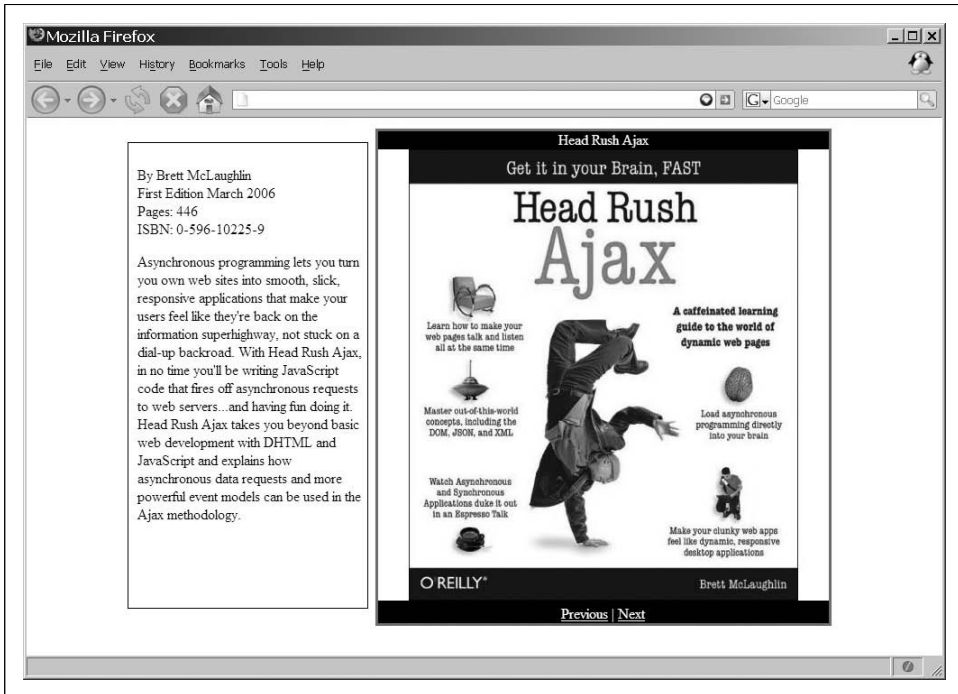 Mozilla Firefox
File Edit View History Bookmarks Tools Help
G Google
By Brett McLaughlin
First Edition March 2006
Pages: 446
ISBN: 0-596-10225-9
Asynchronous programming lets you turn
you own web sites into smooth, slick,
responsive applications that make your
users feel like they're back on the
information superhighway, not stuck on a
dial-up backroad. With Head Rush Ajax,
in no time you'll be writing JavaScript
code that fires off asynchronous requests
to web servers...and having fun doing it.
Head Rush Ajax takes you beyond basic
web development with DHTML and
JavaScript and explains how
asynchronous data requests and more
powerful event models can be used in the
Ajax methodology.
Head Rush Ajax
Get it in your Brain, FAST
Head Rush
Ajax
Learn how to make your
web pages talk and listen
all at the same time
A caffeinated learning
guide to the world of
dynamic web pages
Master out-of-this-world
concepts, including the
DOM, JSON, and XML
Load asynchronous
programming directly
into your brain
Watch Asynchronous
and Synchronous
Applications duke it out
in an Espresso Talk
Make your clunky web apps
feel like dynamic, responsive
desktop applications
O'REILLY®
Brett McLaughlin
Previous | Next